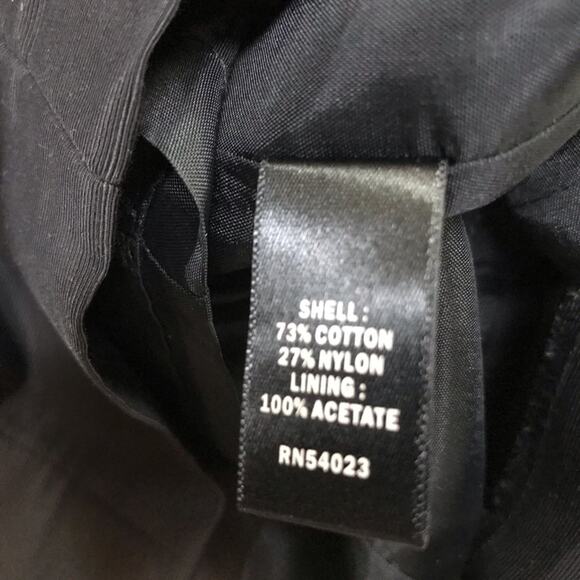 SHELL:
73% COTTON
27% NYLON
LINING:
100% ACETATE
RN54023